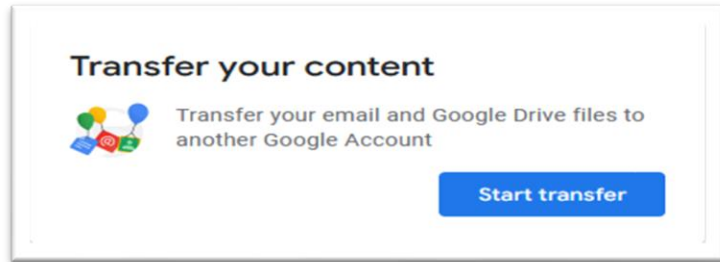 Transfer your content
Transfer your email and Google Drive files to
another Google Account
Start transfer